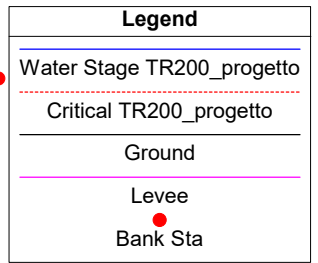 Legend
Water Stage TR200_progetto
Critical TR200_progetto
Ground
Levee
Bank Sta